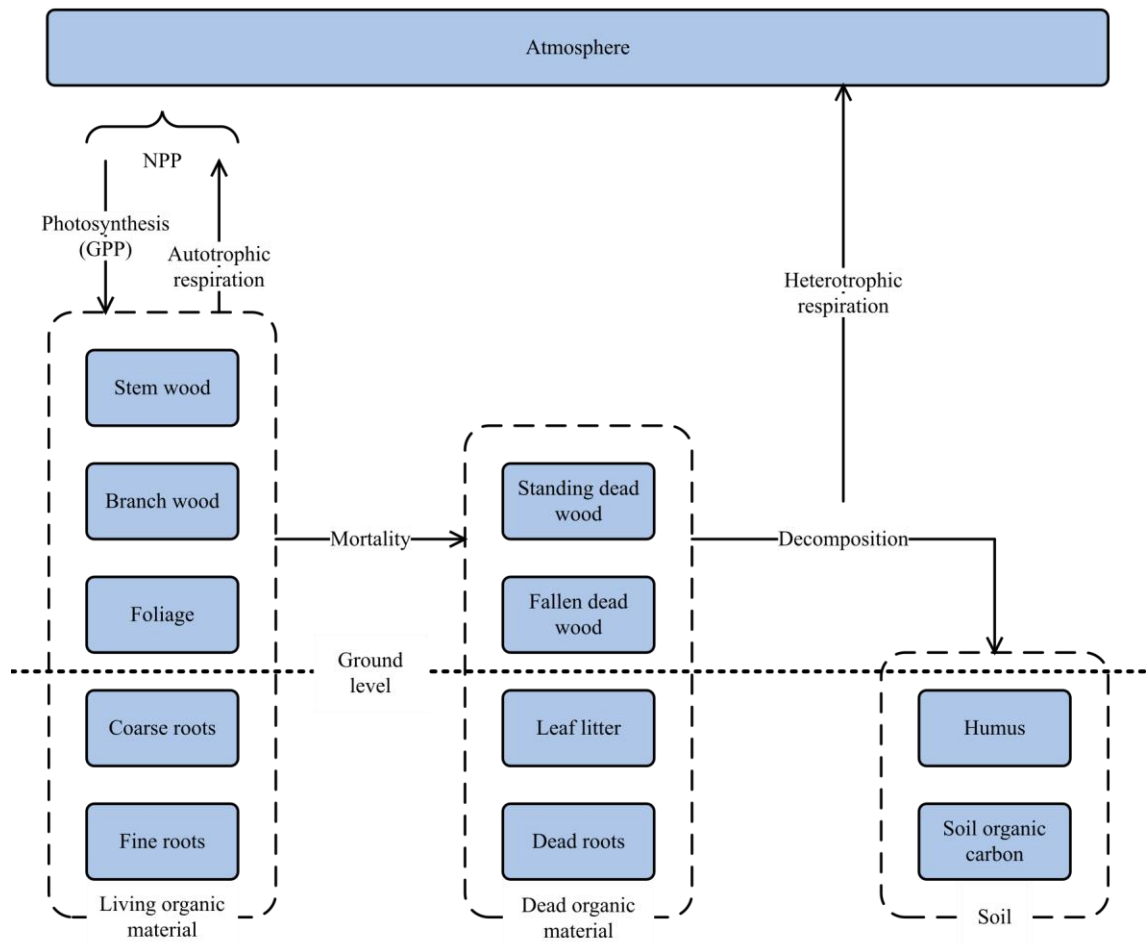 Atmosphere
NPP
Photosynthesis
(GPP)
Autotrophic
respiration
Heterotrophic
respiration
Stem wood
Branch wood
Foliage
Coarse roots
Fine roots
Living organic
material
Mortality
Ground
level
Standing dead
wood
Fallen dead
wood
Leaf litter
Dead roots
Dead organic
material
Decomposition
Humus
Soil organic
carbon
Soil